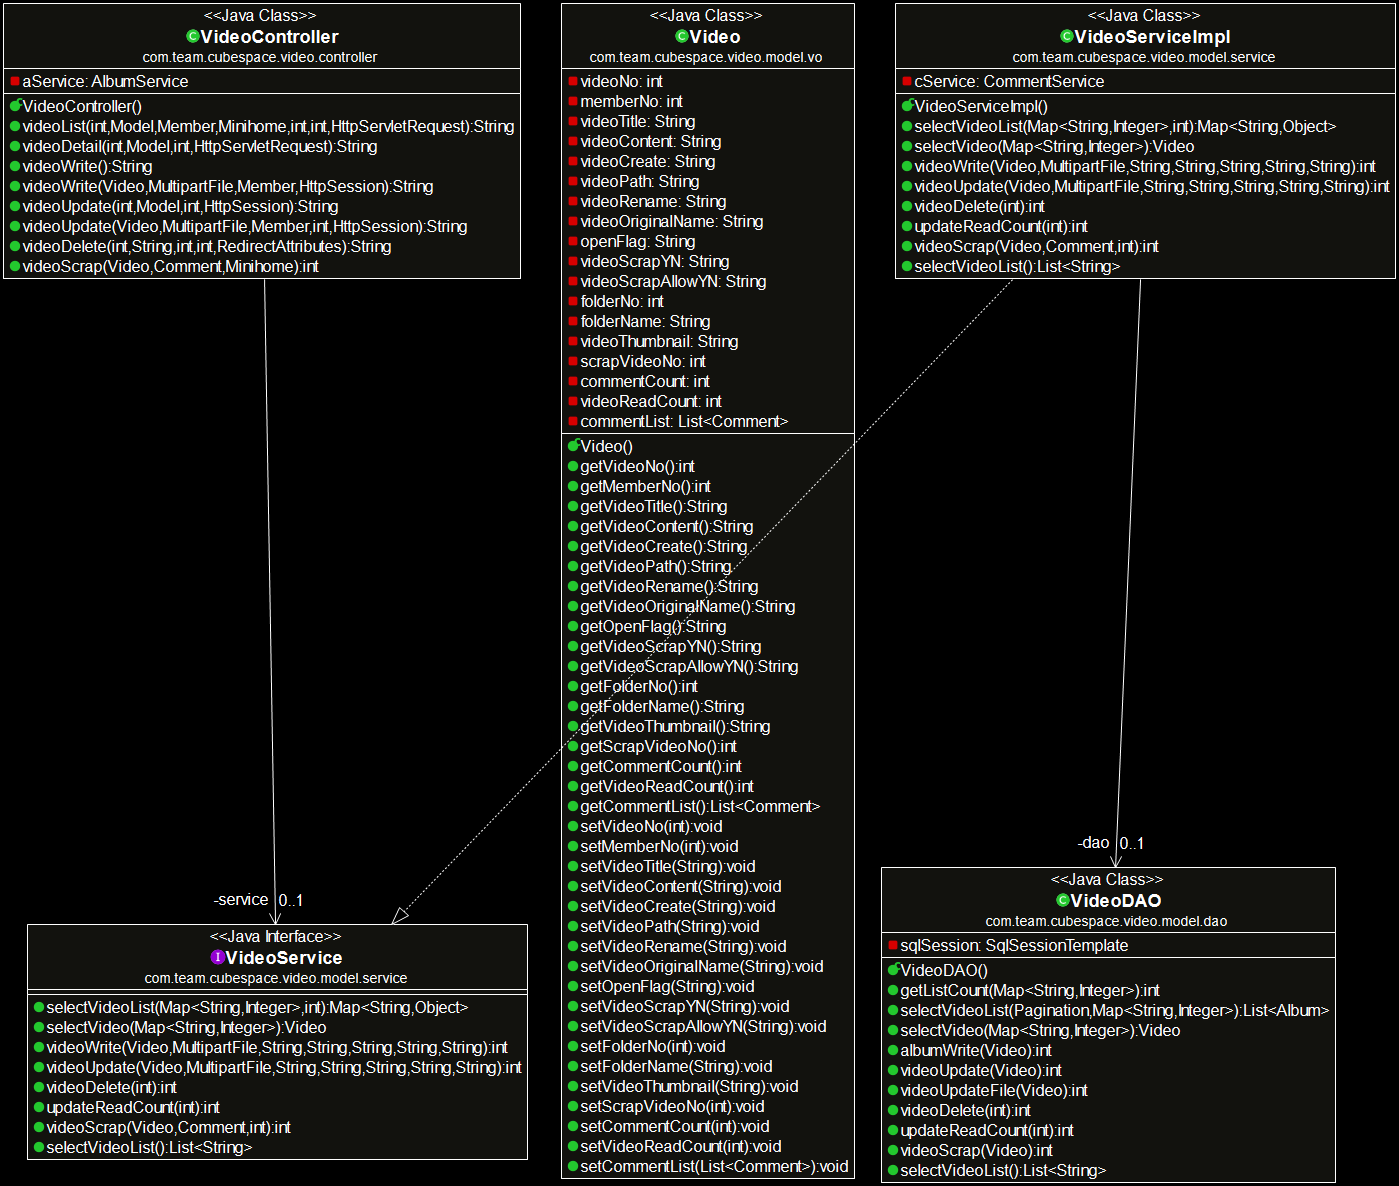 <<Java Class>>
VideoController
com.team.cubespace.video.controller
aService: AlbumService
VideoController()
videoList(int,Model,Member,Minihome,int,int,HttpServletRequest):String
videoDetail(int,Model,int,HttpServletRequest):String
videoWrite():String
videoWrite(Video,MultipartFile,Member,HttpSession):String
videoUpdate(int,Model,int,HttpSession):String
videoUpdate(Video,MultipartFile,Member,int,HttpSession):String
videoDelete(int,String,int,int,RedirectAttributes):String
videoScrap(Video,Comment,Minihome):int
<<Java Class>>
Video
com.team.cubespace.video.model.vo
videoNo: int
memberNo: int
videoTitle: String
videoContent: String
videoCreate: String
videoPath: String
videoRename: String
videoOriginalName: String
openFlag: String
videoScrapYN: String
videoScrapAllowYN: String
folderNo: int
folderName: String
videoThumbnail: String
scrapVideoNo: int
commentCount: int
videoReadCount: int
commentList: List<Comment>
Video()
getVideoNo():int
getMemberNo():int
getVideoTitle():String
getVideoContent():String
getVideoCreate():String
getVideoPath():String
getVideoRename():String
getVideoOriginalName():String
getOpenFlag():String
getVideoScrapYN():String
getVideoScrapAllowYN():String
getFolderNo():int
getFolderName():String
getVideoThumbnail():String
getScrapVideoNo():int
getCommentCount():int
getVideoReadCount():int
getCommentList():List<Comment>
setVideoNo(int):void
setMemberNo(int):void
setVideoTitle(String):void
setVideoContent(String):void
setVideoCreate(String):void
setVideoPath(String):void
setVideoRename(String):void
setVideoOriginalName(String):void
setOpenFlag(String):void
setVideoScrapYN(String):void
setVideoScrapAllowYN(String):void
setFolderNo(int):void
setFolderName(String):void
setVideoThumbnail(String):void
setScrapVideoNo(int):void
setCommentCount(int):void
setVideoReadCount(int):void
setCommentList(List<Comment>):void
<<Java Class>>
VideoServiceImpl
com.team.cubespace.video.model.service
cService: CommentService
VideoServiceImpl()
selectVideoList(Map<String,Integer>,int):Map<String,Object>
selectVideo(Map<String,Integer>):Video
videoWrite(Video,MultipartFile,String,String,String,String,String):int
videoUpdate(Video,MultipartFile,String,String,String,String,String):int
videoDelete(int):int
updateReadCount(int):int
videoScrap(Video,Comment,int):int
selectVideoList():List<String>
-service 0..1
<<Java Interface>>
VideoService
com.team.cubespace.video.model.service
selectVideoList(Map<String,Integer>,int):Map<String,Object>
selectVideo(Map<String,Integer>):Video
videoWrite(Video,MultipartFile,String,String,String,String,String):int
videoUpdate(Video,MultipartFile,String,String,String,String,String):int
videoDelete(int):int
updateReadCount(int):int
videoScrap(Video,Comment,int):int
selectVideoList():List<String>
-dao 0..1
<<Java Class>>
VideoDAO
com.team.cubespace.video.model.dao
sqlSession: SqlSessionTemplate
VideoDAO()
getListCount(Map<String,Integer>):int
selectVideoList(Pagination,Map<String,Integer>):List<Album>
selectVideo(Map<String,Integer>):Video
albumWrite(Video):int
videoUpdate(Video):int
videoUpdateFile(Video):int
videoDelete(int):int
updateReadCount(int):int
videoScrap(Video):int
selectVideoList():List<String>